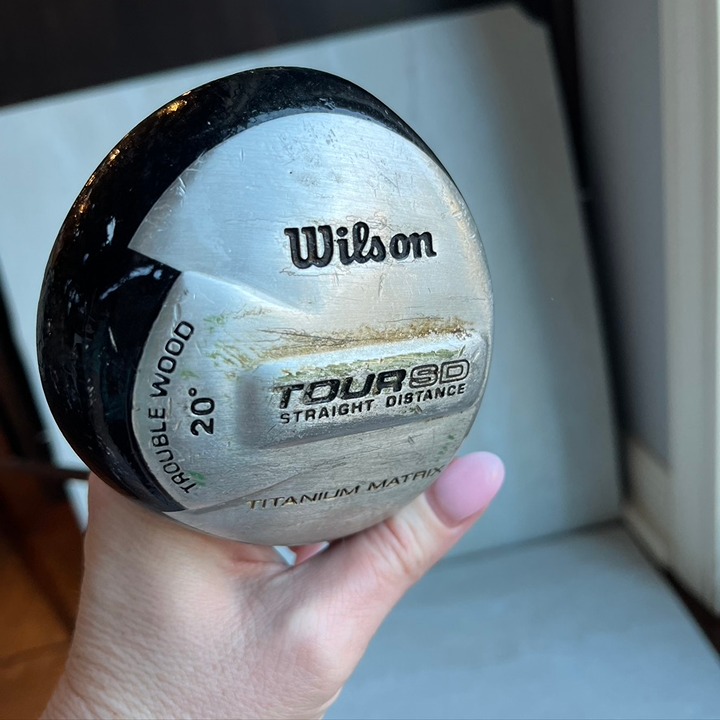 Wilson
TOUR SD
STRAIGHT DISTANCE
TROUBLE WOOD
20°
TITANIUM MATRIX